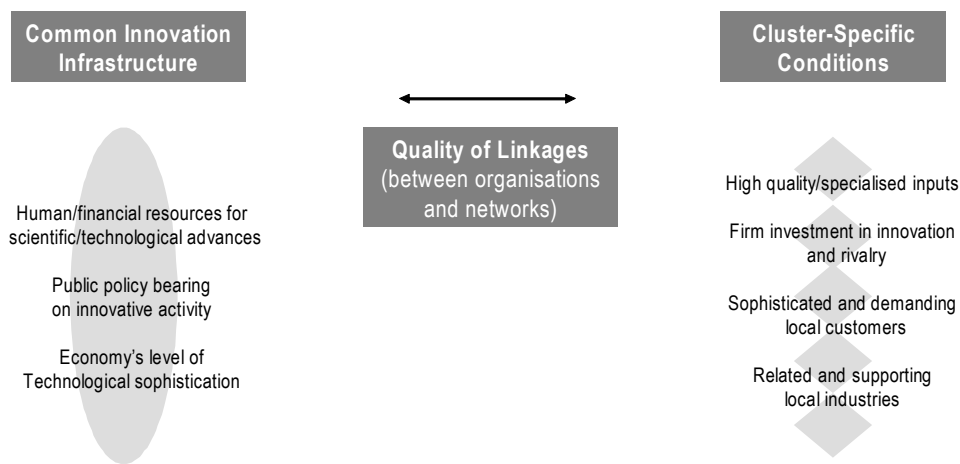 Common Innovation
Infrastructure
Human/financial resources for
scientific/technological advances
Public policy bearing
on innovative activity
Economy's level of
Technological sophistication
Quality of Linkages
(between organisations
and networks)
Cluster-Specific
Conditions
High quality/specialised inputs
Firm investment in innovation
and rivalry
Sophisticated and demanding
local customers
Related and supporting
local industries